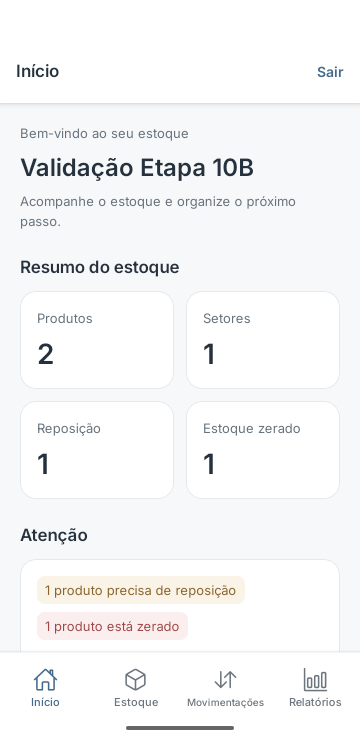 Início
Sair
Bem-vindo ao seu estoque
Validação Etapa 10B
Acompanhe o estoque e organize o próximo
passo.
Resumo do estoque
Produtos
2
Setores
1
Reposição
1
Estoque zerado
1
Atenção
1 produto precisa de reposição
1 produto está zerado
Início
Estoque
Movimentações
Relatórios